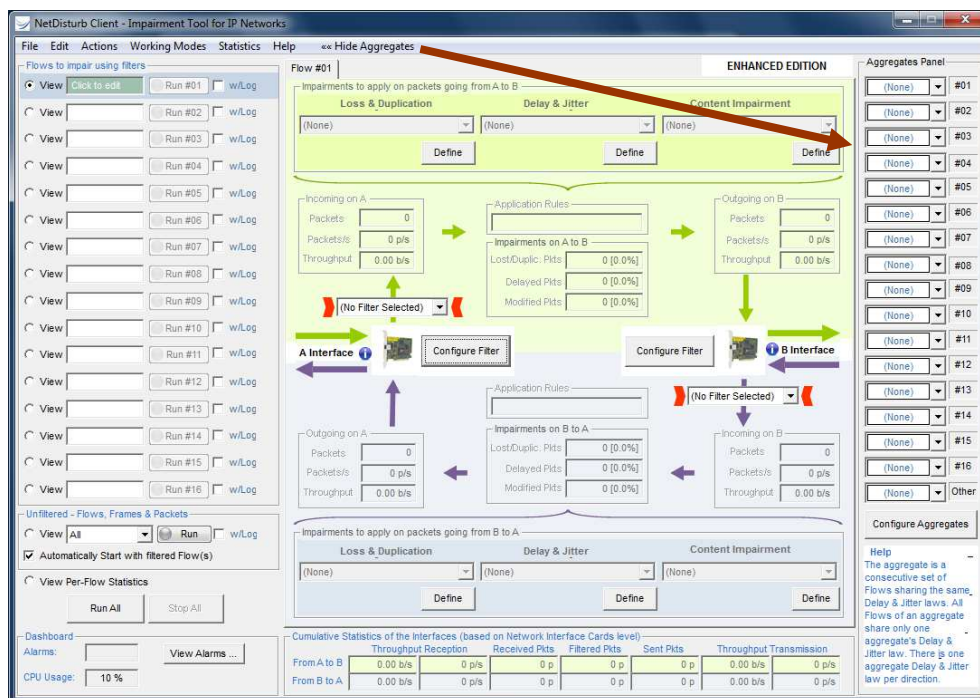 NetDisturb Client - Impairment Tool for IP Networks
File Edit Actions Working Modes Statistics Help «« Hide Aggregates
Flows to impair using filters
View Click to edit Run #01 w/Log
View Run #02 w/Log
View Run #03 w/Log
View Run #04 w/Log
View Run #05 w/Log
View Run #06 w/Log
View Run #07 w/Log
View Run #08 w/Log
View Run #09 w/Log
View Run #10 w/Log
View Run #11 w/Log
View Run #12 w/Log
View Run #13 w/Log
View Run #14 w/Log
View Run #15 w/Log
View Run #16 w/Log
Unfiltered - Flows, Frames & Packets
View All Run w/Log
Automatically Start with filtered Flow(s)
View Per-Flow Statistics
Run All Stop All
Dashboard
Alarms: View Alarms ...
CPU Usage: 10 %
Flow #01 ENHANCED EDITION
Impairments to apply on packets going from A to B
Loss & Duplication Delay & Jitter Content Impairment
(None) (None) (None)
Define Define Define
Incoming on A
Packets 0
Packets/s 0 p/s
Throughput 0.00 b/s
Application Rules
Impairments on A to B
Lost/Duplic. Pkts 0 [0.0%]
Delayed Pkts 0 [0.0%]
Modified Pkts 0 [0.0%]
Outgoing on B
Packets 0
Packets/s 0 p/s
Throughput 0.00 b/s
(No Filter Selected)
A Interface Configure Filter Configure Filter B Interface
(No Filter Selected)
Outgoing on A
Packets 0
Packets/s 0 p/s
Throughput 0.00 b/s
Application Rules
Impairments on B to A
Lost/Duplic. Pkts 0 [0.0%]
Delayed Pkts 0 [0.0%]
Modified Pkts 0 [0.0%]
Incoming on B
Packets 0
Packets/s 0 p/s
Throughput 0.00 b/s
Impairments to apply on packets going from B to A
Loss & Duplication Delay & Jitter Content Impairment
(None) (None) (None)
Define Define Define
Cumulative Statistics of the Interfaces (based on Network Interface Cards level)
Throughput Reception Received Pkts Filtered Pkts Sent Pkts Throughput Transmission
From A to B 0.00 b/s 0 p/s 0 p 0 p 0 p 0.00 b/s 0 p/s
From B to A 0.00 b/s 0 p/s 0 p 0 p 0 p 0.00 b/s 0 p/s
Aggregates Panel
(None) #01
(None) #02
(None) #03
(None) #04
(None) #05
(None) #06
(None) #07
(None) #08
(None) #09
(None) #10
(None) #11
(None) #12
(None) #13
(None) #14
(None) #15
(None) #16
(None) Other
Configure Aggregates
Help
The aggregate is a
consecutive set of
Flows sharing the same
Delay & Jitter laws. All
Flows of an aggregate
share only one
aggregate's Delay &
Jitter law. There is one
aggregate Delay & Jitter
law per direction.